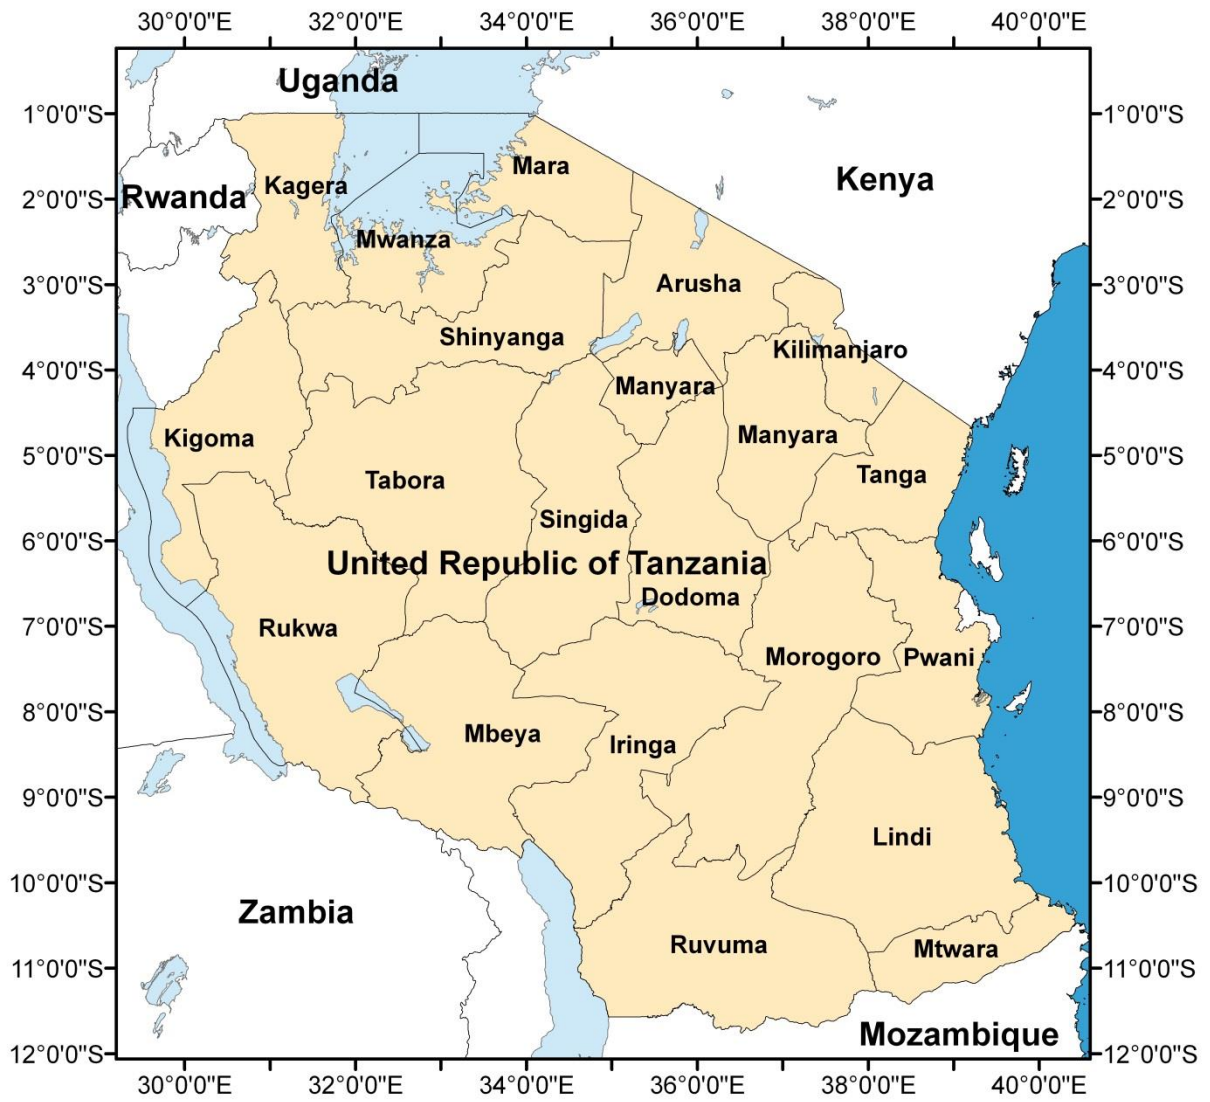 30°0'0"E 32°0'0"E 34°0'0"E 36°0'0"E 38°0'0"E 40°0'0"E
Uganda
1°0'0"S 1°0'0"S
Mara
Kenya
Kagera
Rwanda
2°0'0"S 2°0'0"S
Mwanza
3°0'0"S Arusha 3°0'0"S
Shinyanga
Kilimanjaro
4°0'0"S 4°0'0"S
Manyara
Kigoma Manyara
5°0'0"S 5°0'0"S
Tabora Tanga
Singida
6°0'0"S 6°0'0"S
United Republic of Tanzania
Dodoma
7°0'0"S Rukwa 7°0'0"S
Morogoro Pwani
8°0'0"S 8°0'0"S
Mbeya Iringa
9°0'0"S 9°0'0"S
Lindi
10°0'0"S 10°0'0"S
Zambia
Ruvuma Mtwara
11°0'0"S 11°0'0"S
Mozambique
12°0'0"S 12°0'0"S
30°0'0"E 32°0'0"E 34°0'0"E 36°0'0"E 38°0'0"E 40°0'0"E